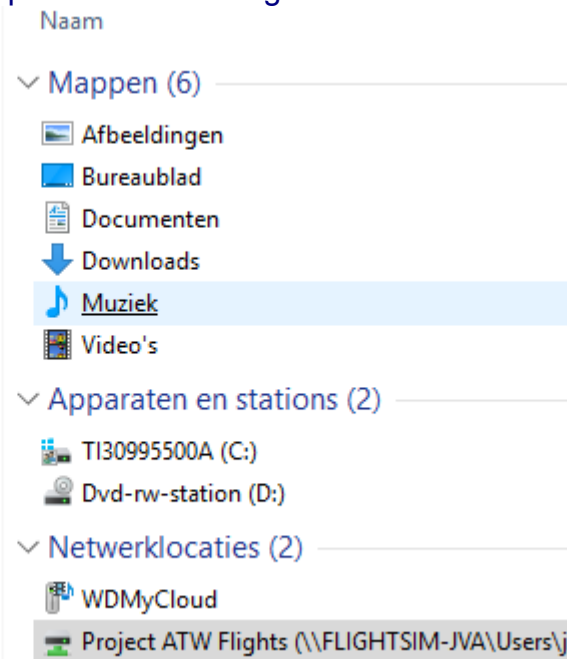 Naam
Mappen (6)
Afbeeldingen
Bureaublad
Documenten
Downloads
Muziek
Video's
Apparaten en stations (2)
TI30995500A (C:)
Dvd-rw-station (D:)
Netwerklocaties (2)
WDMyCloud
Project ATW Flights (\\FLIGHTSIM-JVA\Users\j